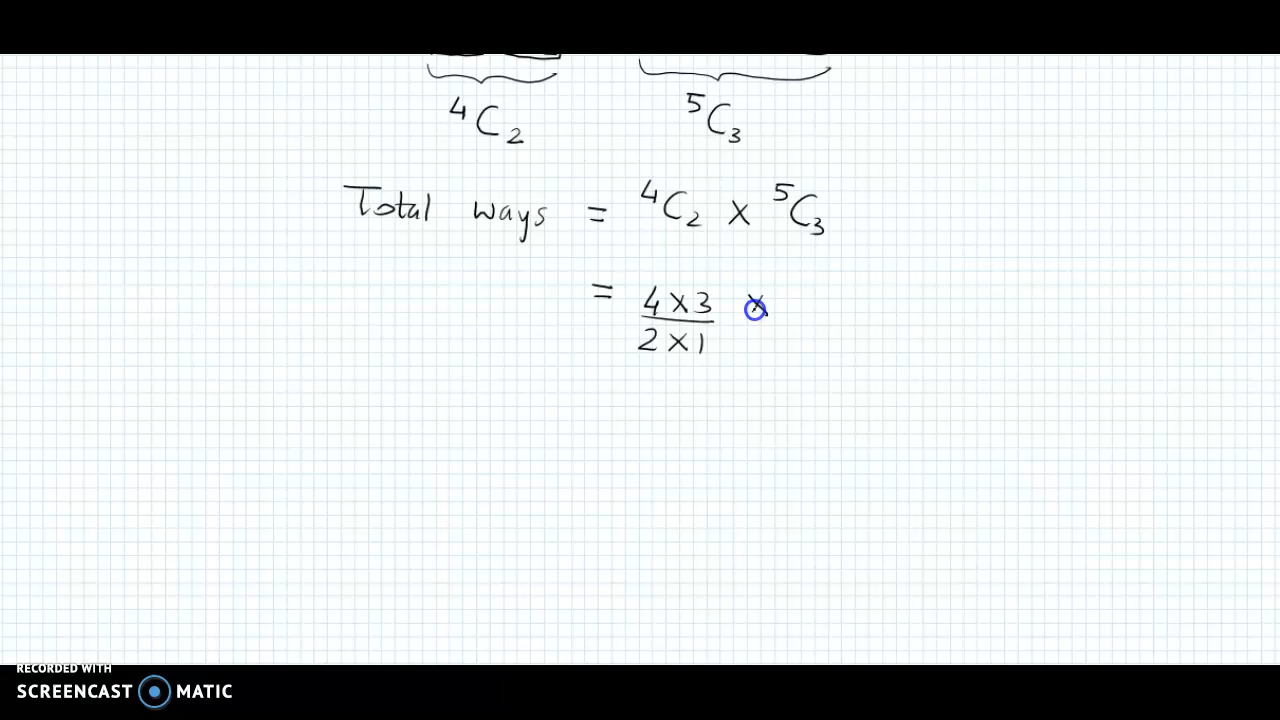 ⁴C₂ ⁵C₃
Total ways = ⁴C₂ × ⁵C₃
= 4 × 3 ×
2 × 1
RECORDED WITH
SCREENCAST MATIC